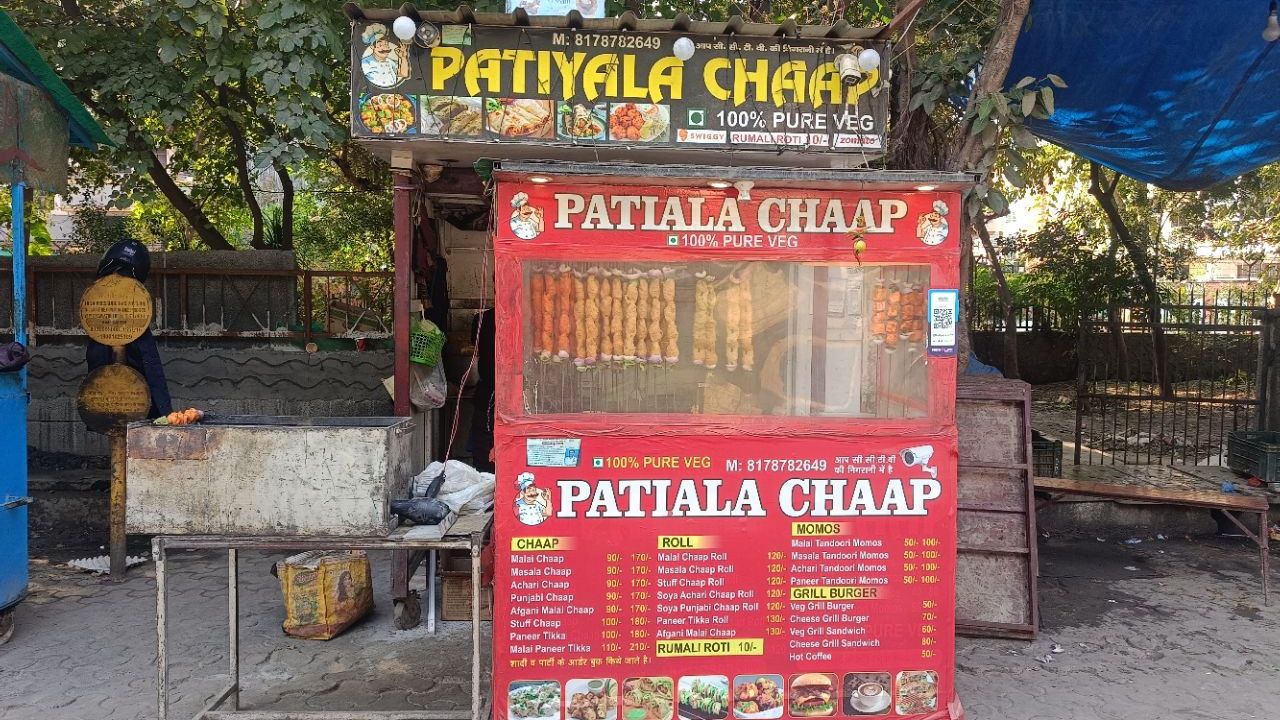 M: 8178782649
आप सी. सी. टी. वी. की निगरानी में है।
PATIYALA CHAAP
100% PURE VEG
SWIGGY
RUMALI ROTI 10/-
zomato
PATIALA CHAAP
100% PURE VEG
100% PURE VEG
M: 8178782649
आप सी सी टी वी
की निगरानी में है
PATIALA CHAAP
CHAAP
Malai Chaap 90/- 170/-
Masala Chaap 90/- 170/-
Achari Chaap 90/- 170/-
Punjabi Chaap 90/- 170/-
Afgani Malai Chaap 90/- 170/-
Stuff Chaap 100/- 180/-
Paneer Tikka 100/- 180/-
Malai Paneer Tikka 110/- 210/-
शादी व पार्टी के आर्डर बुक किये जाते है।
ROLL
Malai Chaap Roll 120/-
Masala Chaap Roll 120/-
Stuff Chaap Roll 120/-
Soya Achari Chaap Roll 120/-
Soya Punjabi Chaap Roll 120/-
Paneer Tikka Roll 130/-
Afgani Malai Chaap 130/-
RUMALI ROTI 10/-
MOMOS
Malai Tandoori Momos 50/- 100/-
Masala Tandoori Momos 50/- 100/-
Achari Tandoori Momos 50/- 100/-
Paneer Tandoori Momos 50/- 100/-
GRILL BURGER
Veg Grill Burger 50/-
Cheese Grill Burger 70/-
Veg Grill Sandwich 60/-
Cheese Grill Sandwich 80/-
Hot Coffee 50/-